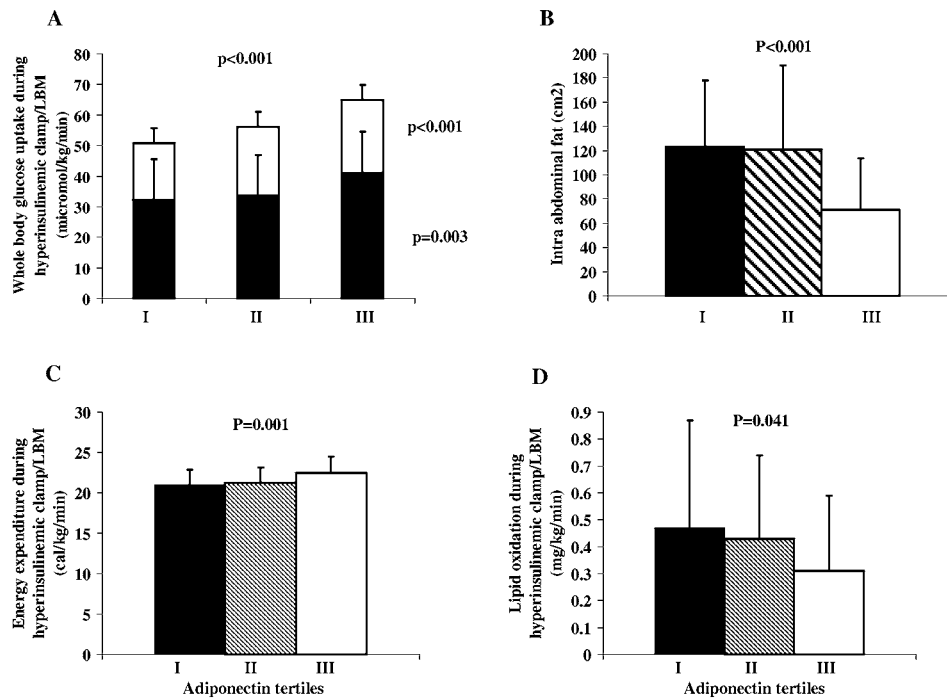 A
Whole body glucose uptake during
hyperinsulinemic clamp/LBM
(micromol/kg/min)
80
70
60
50
40
30
20
10
0
p<0.001
p<0.001
p=0.003
I
II
III
B
Intra abdominal fat (cm2)
P<0.001
200
180
160
140
120
100
80
60
40
20
0
I
II
III
C
Energy expenditure during
hyperinsulinemic clamp/LBM
(cal/kg/min)
30
25
20
15
10
5
0
P=0.001
I
II
III
Adiponectin tertiles
D
Lipid oxidation during
hyperinsulinemic clamp/LBM
(mg/kg/min)
0.9
0.8
0.7
0.6
0.5
0.4
0.3
0.2
0.1
0
P=0.041
I
II
III
Adiponectin tertiles